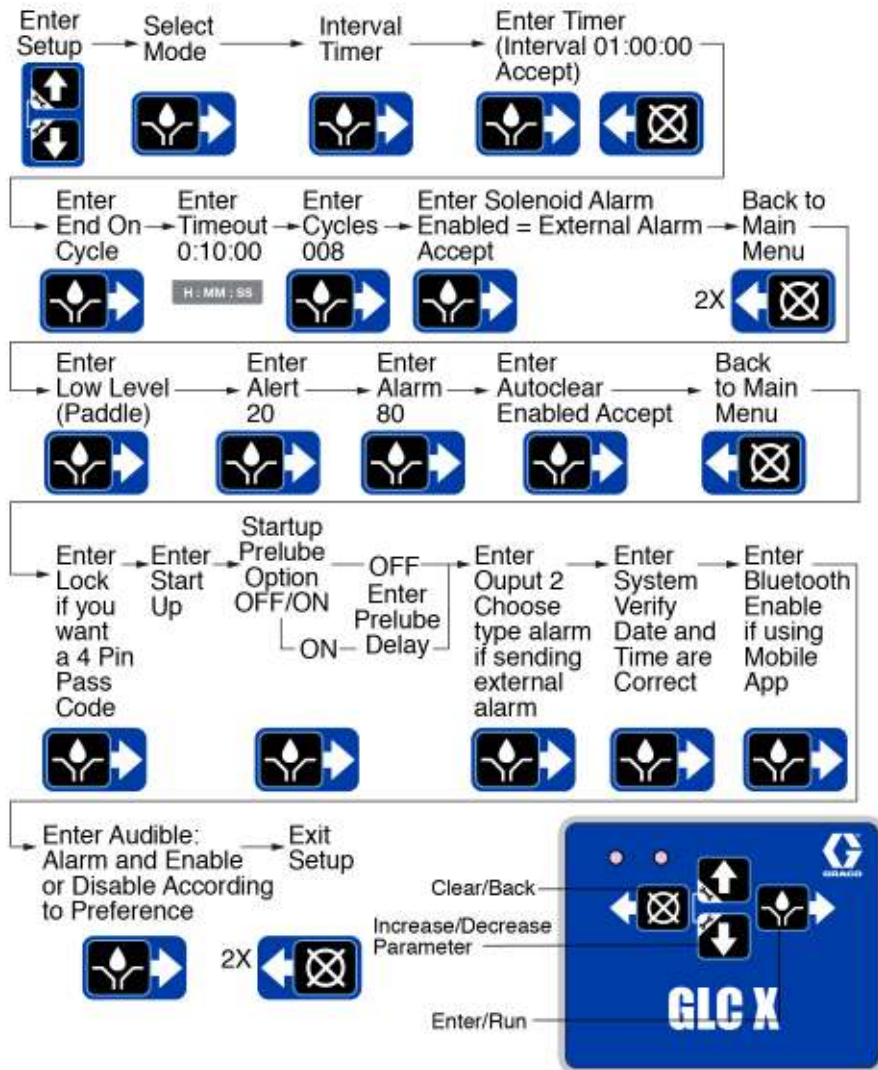 Enter
Setup
Select
Mode
Interval
Timer
Enter Timer
(Interval 01:00:00
Accept)
Enter
End On
Cycle
Enter
Timeout
0:10:00
H : MM : SS
Enter
Cycles
008
Enter Solenoid Alarm
Enabled = External Alarm
Accept
Back to
Main
Menu
2X
Enter
Low Level
(Paddle)
Enter
Alert
20
Enter
Alarm
80
Enter
Autoclear
Enabled Accept
Back
to Main
Menu
Enter
Lock
if you
want
a 4 Pin
Pass
Code
Enter
Start
Up
Startup
Prelube
Option
OFF/ON
OFF
ON
Enter
Prelube
Delay
Enter
Ouput 2
Choose
type alarm
if sending
external
alarm
Enter
System
Verify
Date and
Time are
Correct
Enter
Bluetooth
Enable
if using
Mobile
App
Enter Audible:
Alarm and Enable
or Disable According
to Preference
Exit
Setup
2X
GRACO
Clear/Back
Increase/Decrease
Parameter
Enter/Run
GLC X